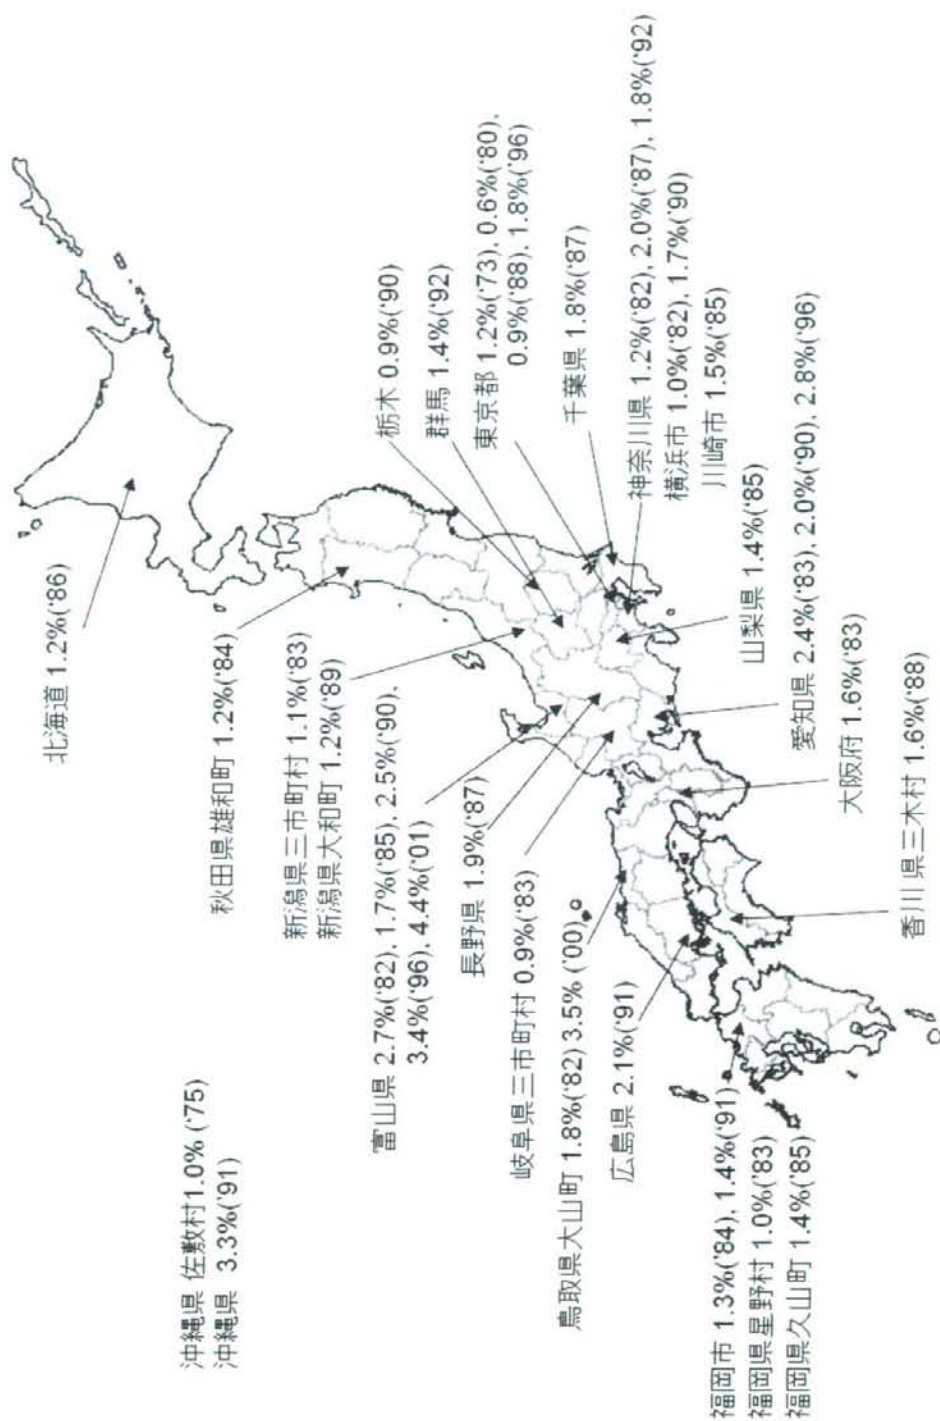 沖縄県 佐敷村1.0% (‘75)
沖縄県 3.3%(‘91)
北海道 1.2%(‘86)
秋田県雄和町 1.2%(‘84)
新潟県三市町村 1.1%(‘83)
新潟県大和町 1.2%(‘89)
富山県 2.7%(‘82), 1.7%(‘85), 2.5%(‘90),
3.4%(‘96), 4.4%(‘01)
長野県 1.9%(‘87)
岐阜県三市町村 0.9%(‘83)
鳥取県大山町 1.8%(‘82) 3.5% (‘00)
広島県 2.1%(‘91)
福岡市 1.3%(‘84), 1.4%(‘91)
福岡県星野村 1.0%(‘83)
福岡県久山町 1.4%(‘85)
栃木 0.9%(‘90)
群馬 1.4%(‘92)
東京都 1.2%(‘73), 0.6%(‘80),
0.9%(‘88), 1.8%(‘96)
千葉県 1.8%(‘87)
神奈川県 1.2%(‘82), 2.0%(‘87), 1.8%(‘92)
横浜市 1.0%(‘82), 1.7%(‘90)
川崎市 1.5%(‘85)
山梨県 1.4%(‘85)
愛知県 2.4%(‘83), 2.0%(‘90), 2.8%(‘96)
大阪府 1.6%(‘83)
香川県三木村 1.6%(‘88)